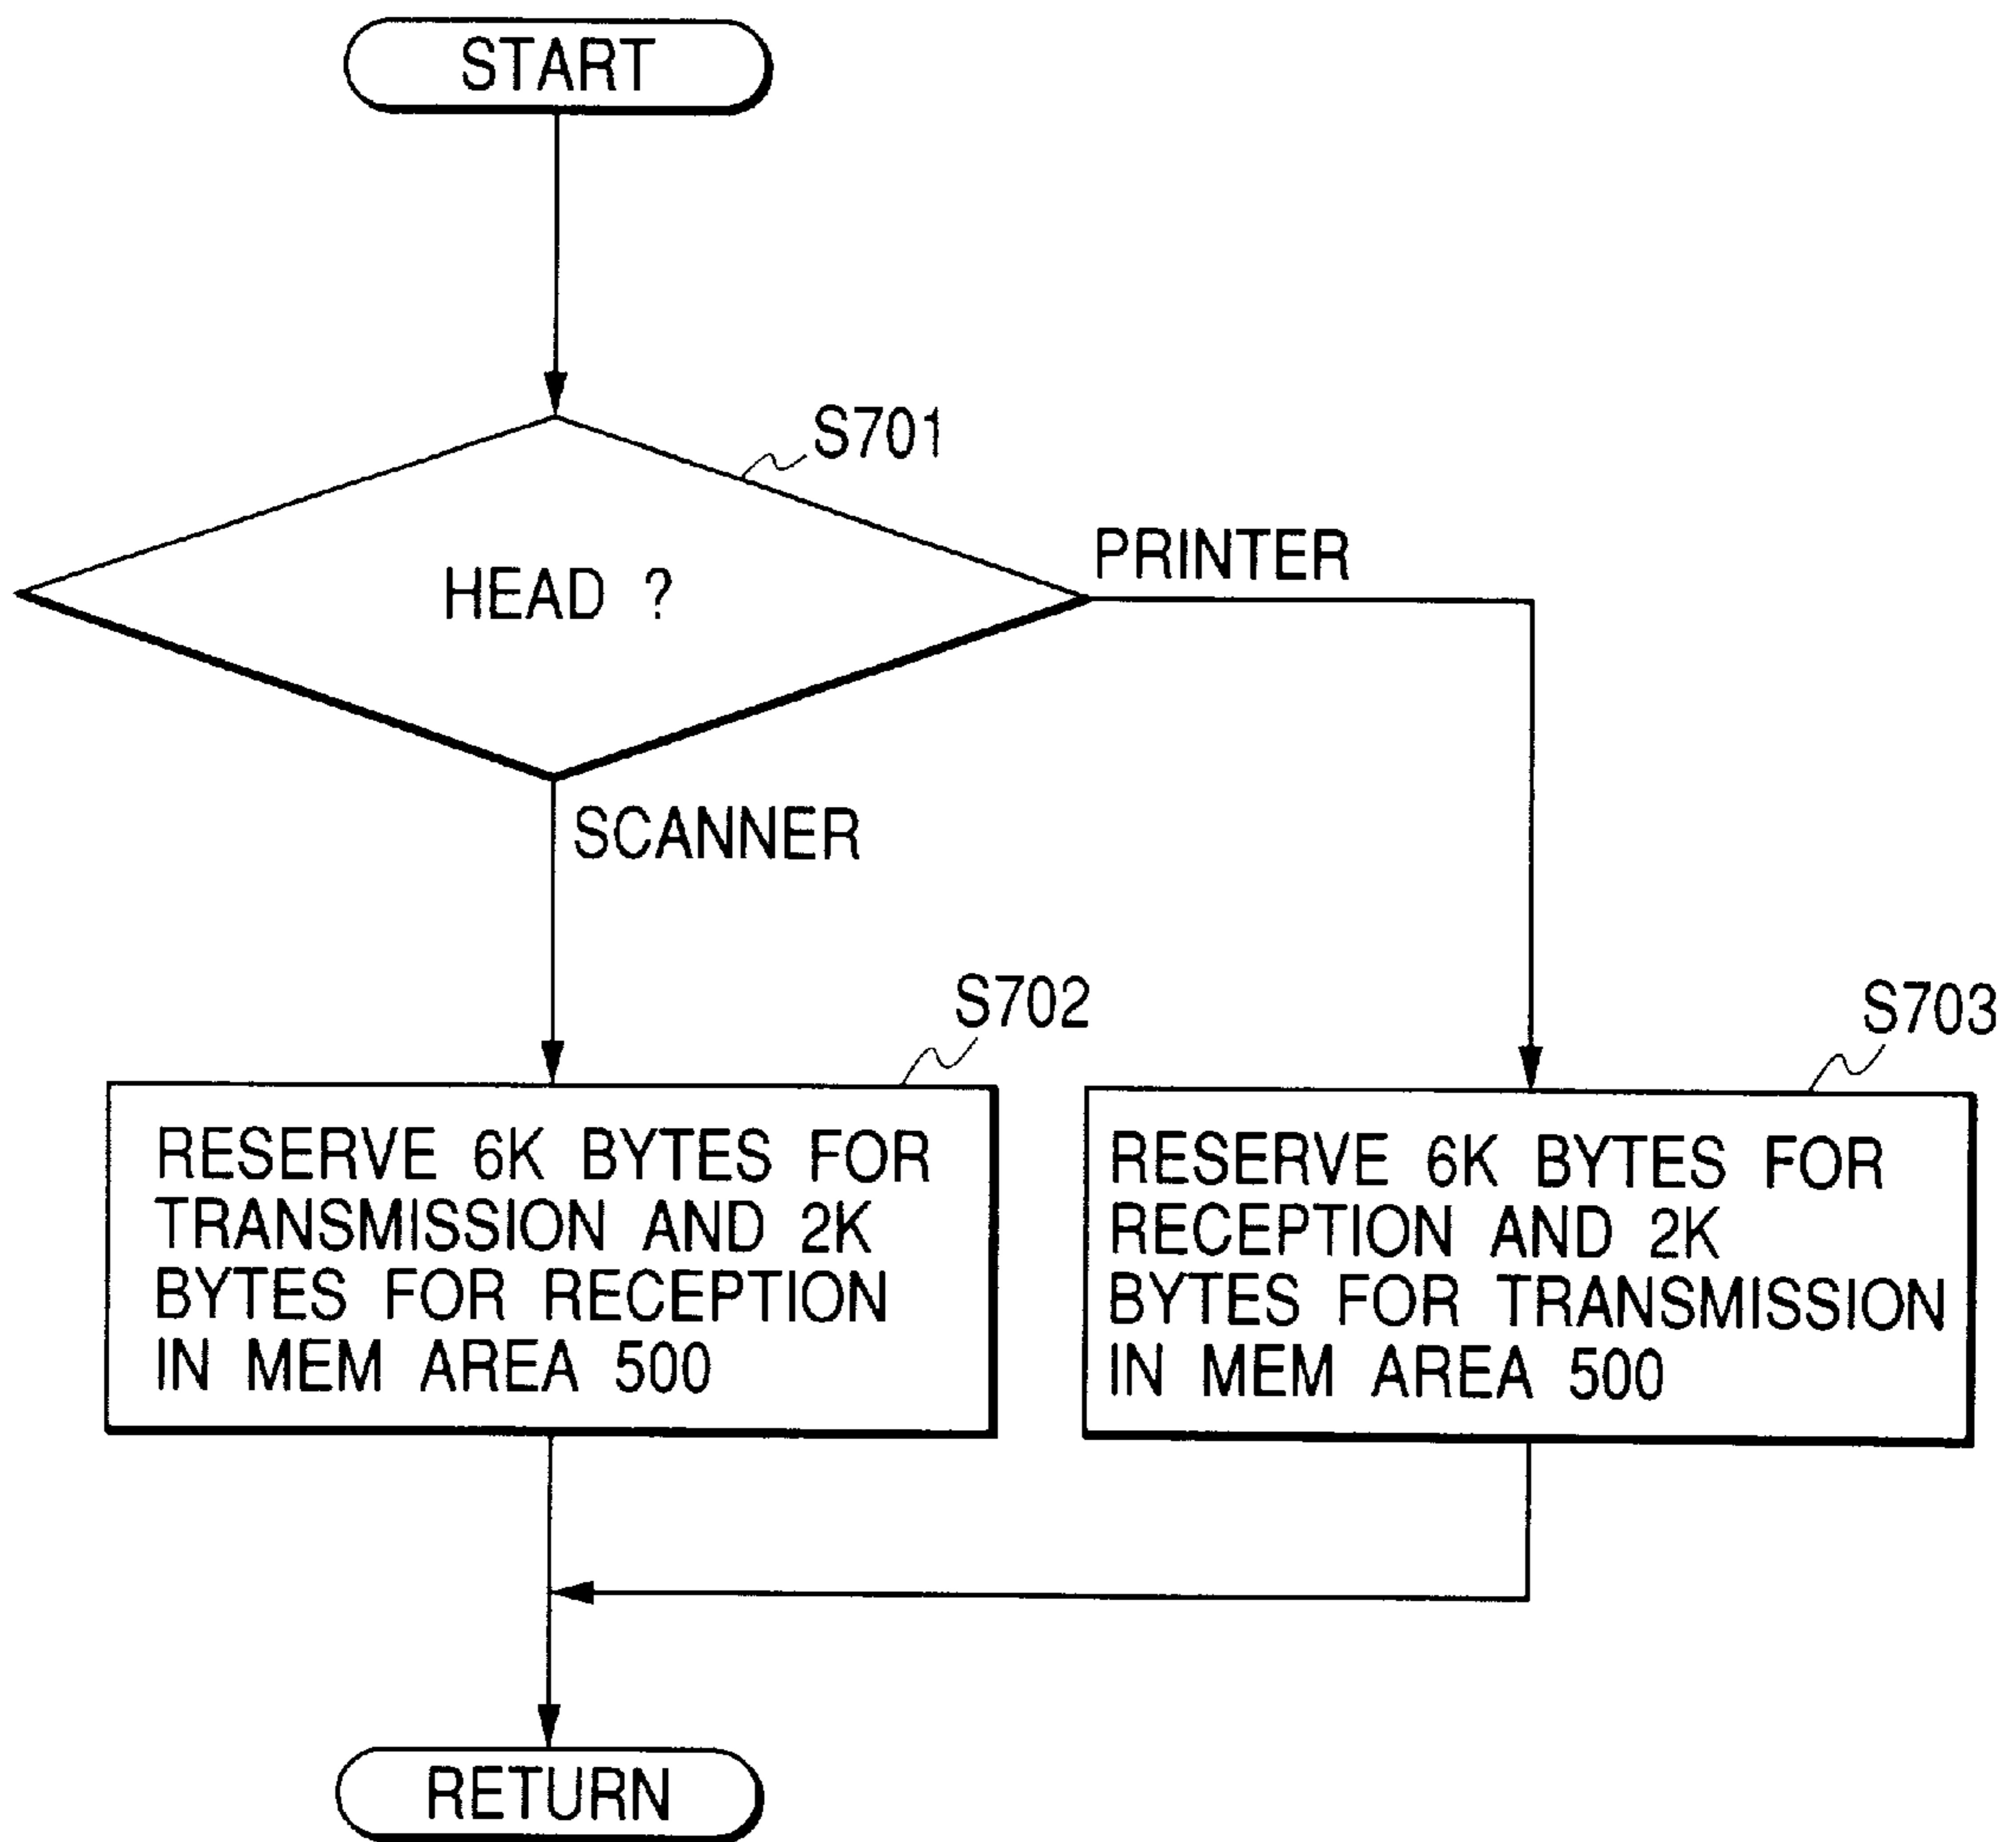 START
S701
HEAD ?
PRINTER
SCANNER
S702
S703
RESERVE 6K BYTES FOR
TRANSMISSION AND 2K
BYTES FOR RECEPTION
IN MEM AREA 500
RESERVE 6K BYTES FOR
RECEPTION AND 2K
BYTES FOR TRANSMISSION
IN MEM AREA 500
RETURN